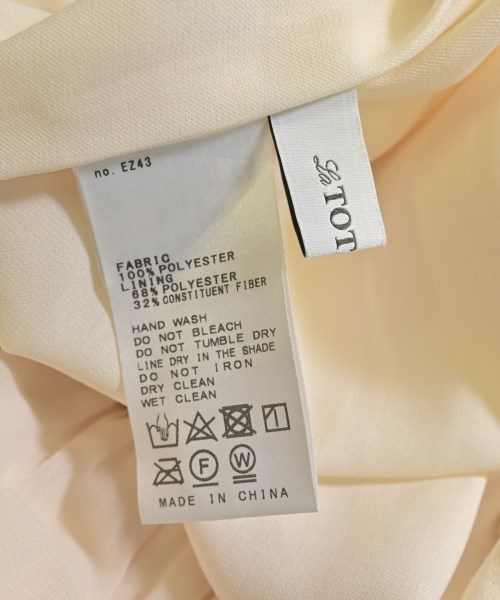 no. EZ43
FABRIC
100% POLYESTER
LINING
68% POLYESTER
32% CONSTITUENT FIBER
HAND WASH
DO NOT BLEACH
DO NOT TUMBLE DRY
LINE DRY IN THE SHADE
DO NOT IRON
DRY CLEAN
WET CLEAN
F W
MADE IN CHINA
La TOT